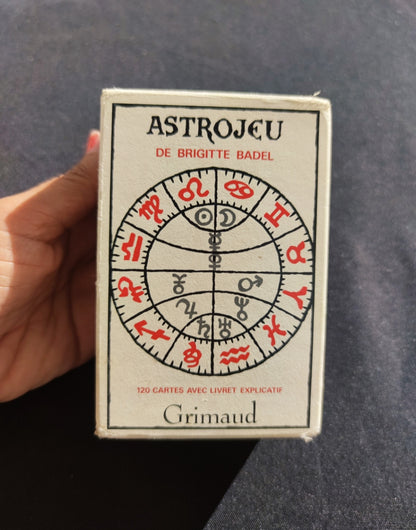 ASTROJEU
DE BRIGITTE BADEL
120 CARTES AVEC LIVRET EXPLICATIF
Grimaud